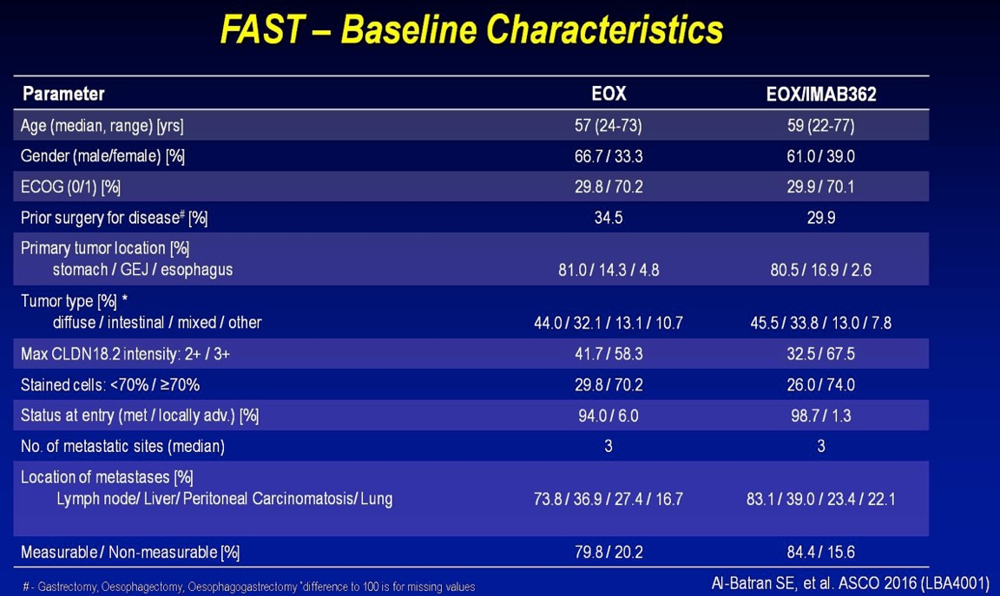 FAST – Baseline Characteristics
Parameter EOX EOX/IMAB362
Age (median, range) [yrs] 57 (24-73) 59 (22-77)
Gender (male/female) [%] 66.7 / 33.3 61.0 / 39.0
ECOG (0/1) [%] 29.8 / 70.2 29.9 / 70.1
Prior surgery for disease# [%] 34.5 29.9
Primary tumor location [%]
stomach / GEJ / esophagus 81.0 / 14.3 / 4.8 80.5 / 16.9 / 2.6
Tumor type [%] *
diffuse / intestinal / mixed / other 44.0 / 32.1 / 13.1 / 10.7 45.5 / 33.8 / 13.0 / 7.8
Max CLDN18.2 intensity: 2+ / 3+ 41.7 / 58.3 32.5 / 67.5
Stained cells: <70% / ≥70% 29.8 / 70.2 26.0 / 74.0
Status at entry (met / locally adv.) [%] 94.0 / 6.0 98.7 / 1.3
No. of metastatic sites (median) 3 3
Location of metastases [%]
Lymph node/ Liver/ Peritoneal Carcinomatosis/ Lung 73.8 / 36.9 / 27.4 / 16.7 83.1 / 39.0 / 23.4 / 22.1
Measurable / Non-measurable [%] 79.8 / 20.2 84.4 / 15.6
# - Gastrectomy, Oesophagectomy, Oesophagogastrectomy *difference to 100 is for missing values
Al-Batran SE, et al. ASCO 2016 (LBA4001)